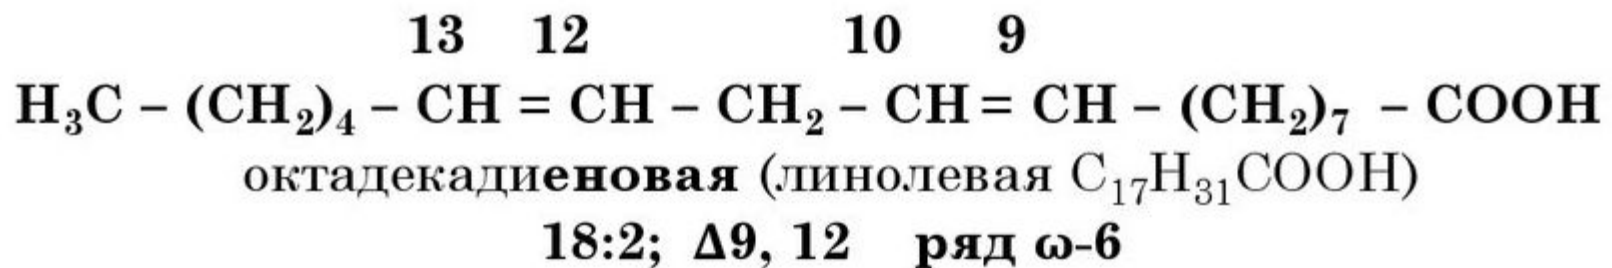 13 12 10 9
H₃C – (CH₂)₄ – CH = CH – CH₂ – CH = CH – (CH₂)₇ – COOH
октадекадиеновая (линолевая C₁₇H₃₁COOH)
18:2; Δ9, 12 ряд ω-6